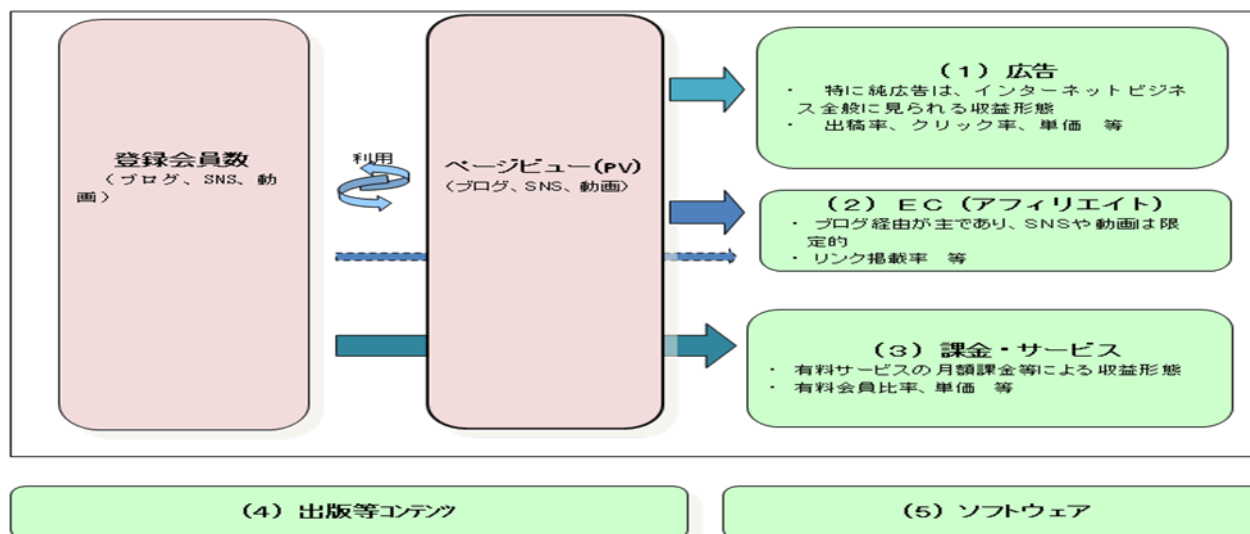 登録会員数
(ブログ、SNS、動
画)
利用
ページビュー(PV)
(ブログ、SNS、動画)
(1) 広告
・ 特に純広告は、インターネットビジネ
ス全般に見られる収益形態
・ 出稿率、クリック率、単価 等
(2) EC (アフィリエイト)
・ ブログ経由が主であり、SNSや動画は限
定的
・ リンク掲載率 等
(3) 課金・サービス
・ 有料サービスの月額課金等による収益形態
・ 有料会員比率、単価 等
(4) 出版等コンテンツ
(5) ソフトウェア